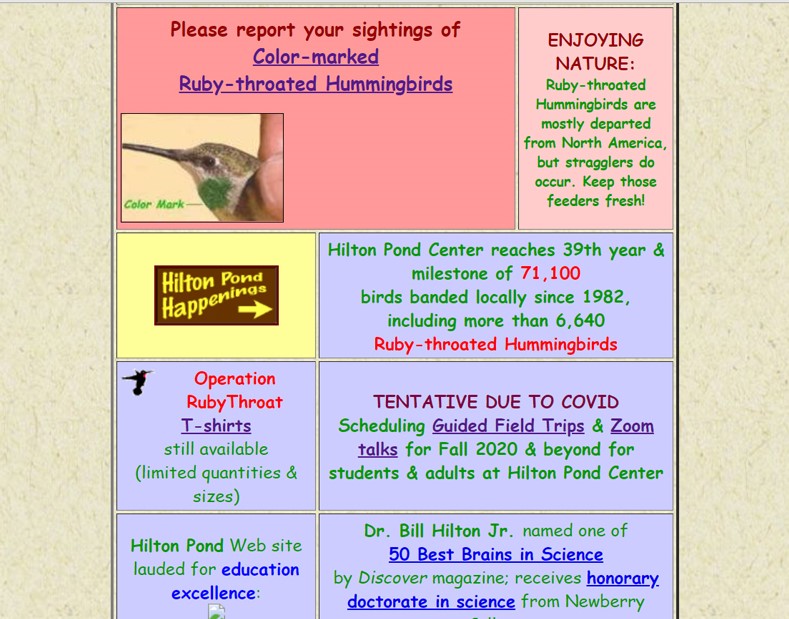 Please report your sightings of
Color-marked
Ruby-throated Hummingbirds
Color Mark
ENJOYING
NATURE:
Ruby-throated
Hummingbirds are
mostly departed
from North America,
but stragglers do
occur. Keep those
feeders fresh!
Hilton Pond
Happenings
Hilton Pond Center reaches 39th year &
milestone of 71,100
birds banded locally since 1982,
including more than 6,640
Ruby-throated Hummingbirds
Operation
RubyThroat
T-shirts
still available
(limited quantities &
sizes)
TENTATIVE DUE TO COVID
Scheduling Guided Field Trips & Zoom
talks for Fall 2020 & beyond for
students & adults at Hilton Pond Center
Hilton Pond Web site
lauded for education
excellence:
Dr. Bill Hilton Jr. named one of
50 Best Brains in Science
by Discover magazine; receives honorary
doctorate in science from Newberry